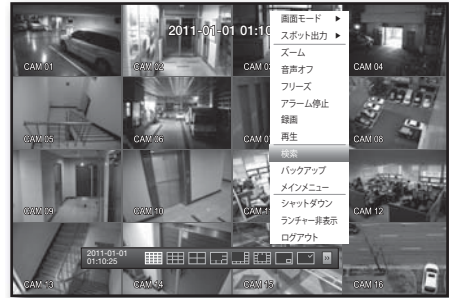 2011-01-01 01:10
画面モード ▶
スポット出力 ▶
ズーム
音声オフ
フリーズ
アラーム停止
録画
再生
検索
バックアップ
メインメニュー
シャットダウン
ランチャー非表示
ログアウト
CAM 01
CAM 02
CAM 04
CAM 05
CAM 06
CAM 08
CAM 09
CAM 10
CAM 12
2011-01-01
01:10:25
CAM 13
CAM 14
CAM 15
CAM 16